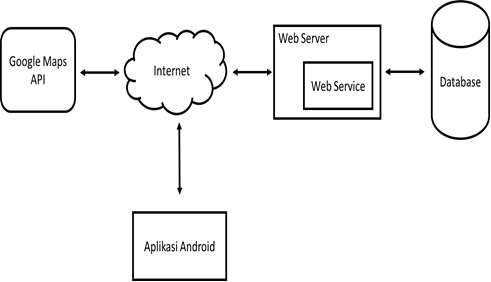 Google Maps
API
Internet
Web Server
Web Service
Database
Aplikasi Android